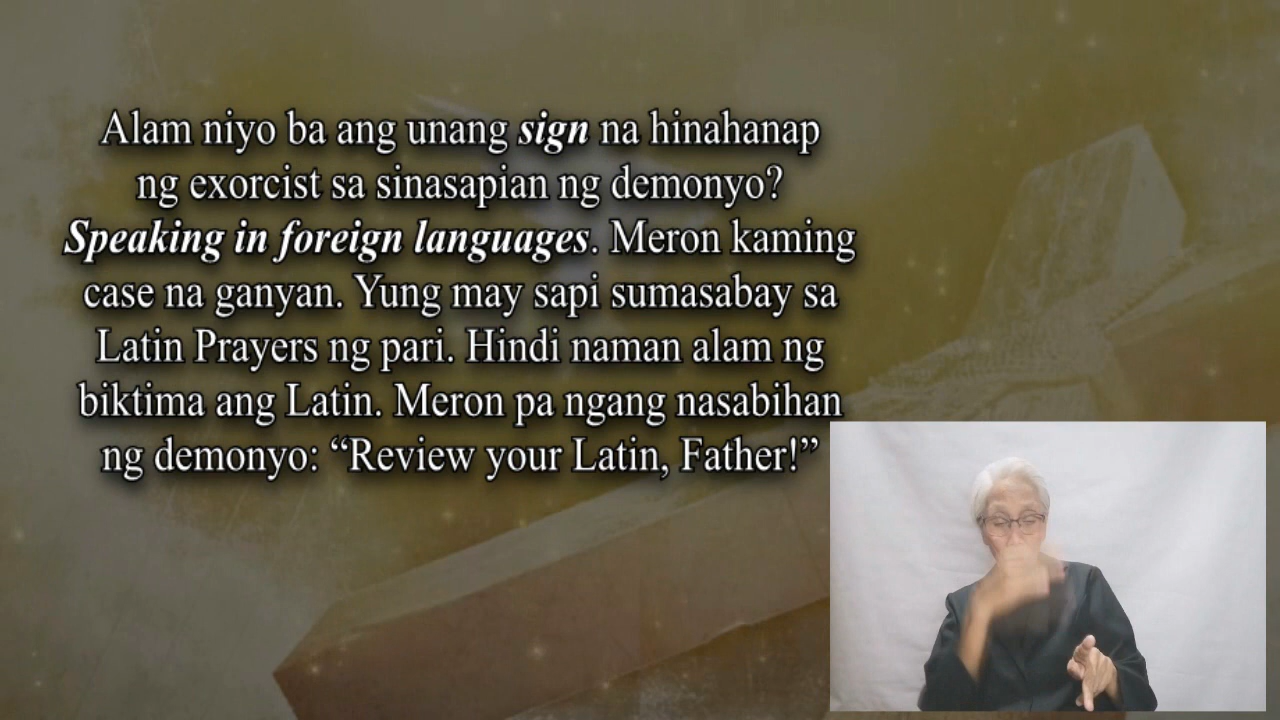 Alam niyo ba ang unang sign na hinahanap
ng exorcist sa sinasapian ng demonyo?
Speaking in foreign languages. Meron kaming
case na ganyan. Yung may sapi sumasabay sa
Latin Prayers ng pari. Hindi naman alam ng
biktima ang Latin. Meron pa ngang nasabihan
ng demonyo: “Review your Latin, Father!”